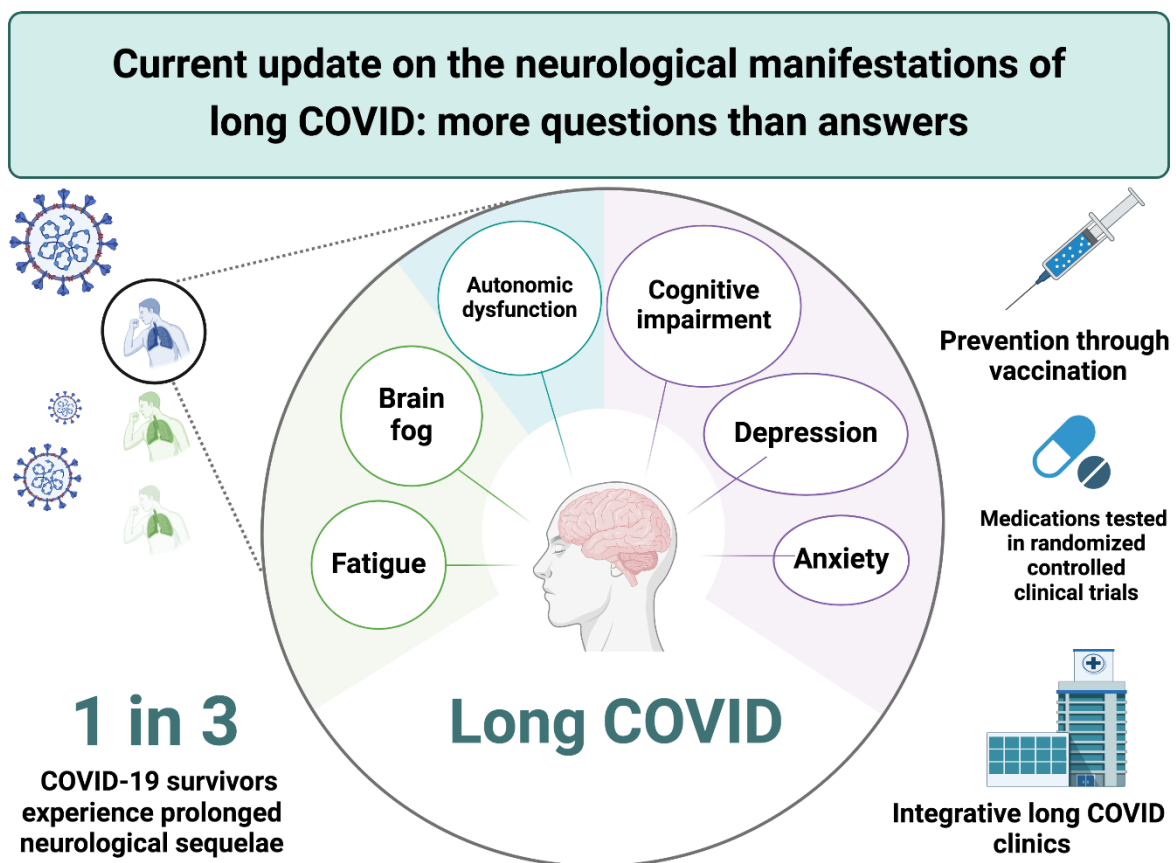 Current update on the neurological manifestations of
long COVID: more questions than answers
Autonomic
dysfunction
Cognitive
impairment
Brain
fog
Depression
Fatigue
Anxiety
Long COVID
1 in 3
COVID-19 survivors
experience prolonged
neurological sequelae
Prevention through
vaccination
Medications tested
in randomized
controlled
clinical trials
Integrative long COVID
clinics